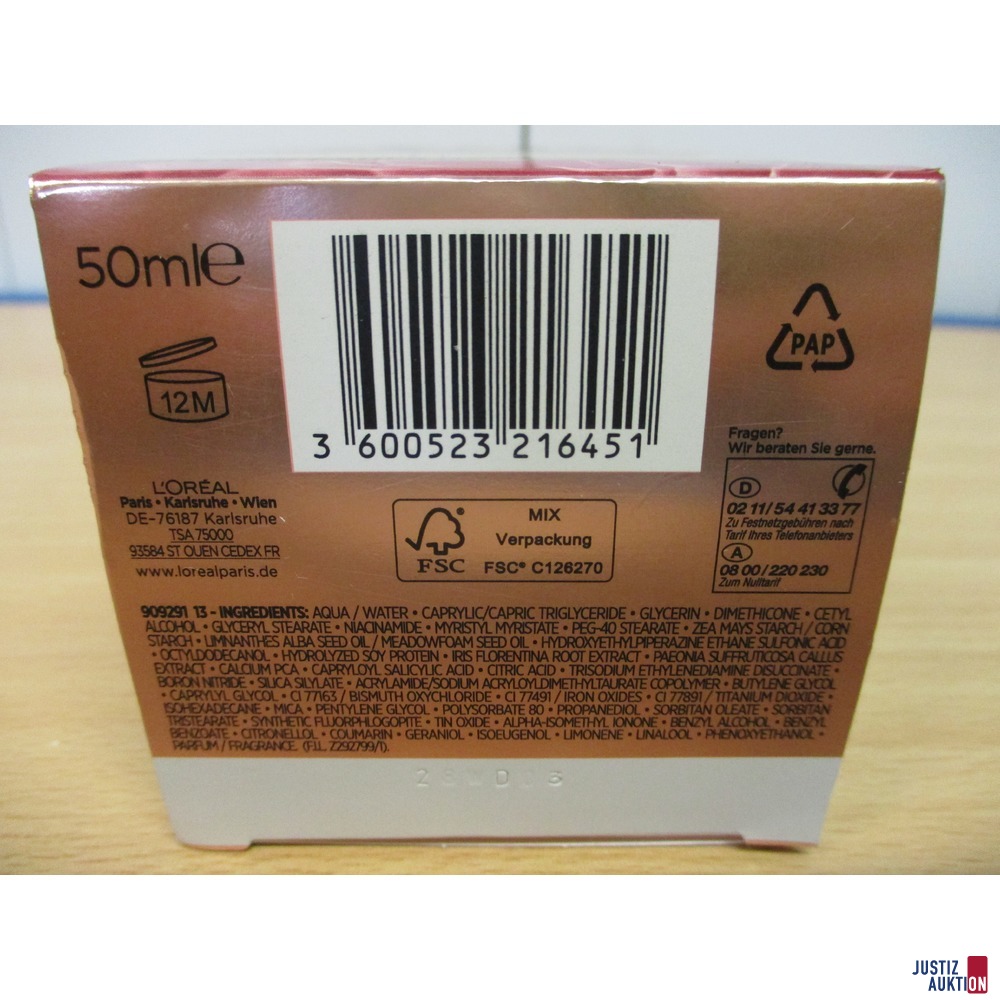 50ml℮
12M
3 600523 216451
PAP
L'ORÉAL
Paris • Karlsruhe • Wien
DE-76187 Karlsruhe
TSA 75000
93584 ST OUEN CEDEX FR
www.lorealparis.de
MIX
Verpackung
FSC
FSC® C126270
Fragen?
Wir beraten Sie gerne.
D
02 11/54 41 33 77
Zu Festnetzgebühren nach
Tarif Ihres Telefonanbieters
A
08 00/220 230
Zum Nulltarif
909291 13 - INGREDIENTS: AQUA / WATER • CAPRYLIC/CAPRIC TRIGLYCERIDE • GLYCERIN • DIMETHICONE • CETYL
ALCOHOL • GLYCERYL STEARATE • NIACINAMIDE • MYRISTYL MYRISTATE • PEG-40 STEARATE • ZEA MAYS STARCH / CORN
STARCH • LIMNANTHES ALBA SEED OIL / MEADOWFOAM SEED OIL • HYDROXYETHYLPIPERAZINE ETHANE SULFONIC ACID
• OCTYLDODECANOL • HYDROLYZED SOY PROTEIN • IRIS FLORENTINA ROOT EXTRACT • PAEONIA SUFFRUTICOSA CALLUS
EXTRACT • CALCIUM PCA • CAPRYLOYL SALICYLIC ACID • CITRIC ACID • TRISODIUM ETHYLENEDIAMINE DISUCCINATE •
BORON NITRIDE • SILICA SILYLATE • ACRYLAMIDE/SODIUM ACRYLOYLDIMETHYLTAURATE COPOLYMER • BUTYLENE GLYCOL
• CAPRYLYL GLYCOL • CI 77163 / BISMUTH OXYCHLORIDE • CI 77491 / IRON OXIDES • CI 77891 / TITANIUM DIOXIDE •
ISOHEXADECANE • MICA • PENTYLENE GLYCOL • POLYSORBATE 80 • PROPANEDIOL • SORBITAN OLEATE • SORBITAN
TRISTEARATE • SYNTHETIC FLUORPHLOGOPITE • TIN OXIDE • ALPHA-ISOMETHYL IONONE • BENZYL ALCOHOL • BENZYL
BENZOATE • CITRONELLOL • COUMARIN • GERANIOL • ISOEUGENOL • LIMONENE • LINALOOL • PHENOXYETHANOL •
PARFUM / FRAGRANCE. (F.I.L. Z292799/1).
JUSTIZ
AUKTION